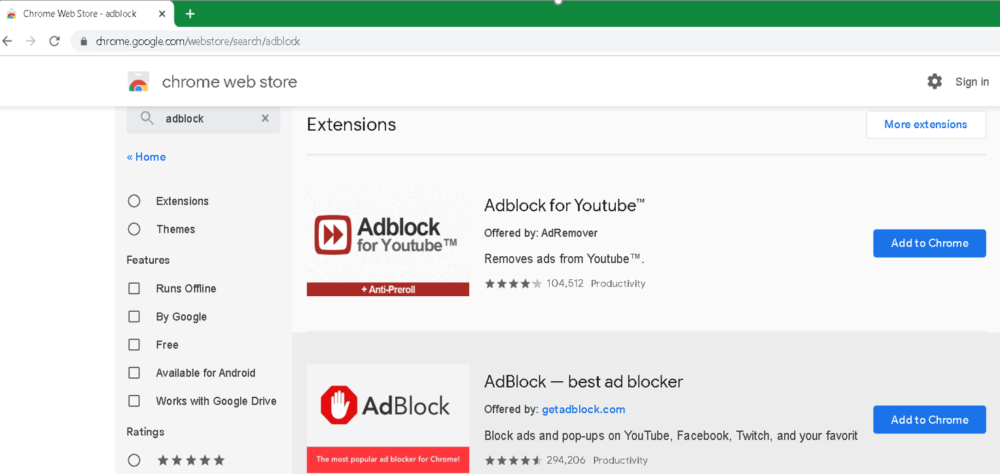 Chrome Web Store - adblock
chrome.google.com/webstore/search/adblock
chrome web store
Sign in
adblock
« Home
Extensions
Themes
Features
Runs Offline
By Google
Free
Available for Android
Works with Google Drive
Ratings
Extensions
More extensions
Adblock
for Youtube™
+ Anti-Preroll
Adblock for Youtube™
Offered by: AdRemover
Removes ads from Youtube™.
104,512 Productivity
Add to Chrome
AdBlock
The most popular ad blocker for Chrome!
AdBlock — best ad blocker
Offered by: getadblock.com
Block ads and pop-ups on YouTube, Facebook, Twitch, and your favorit
294,206 Productivity
Add to Chrome